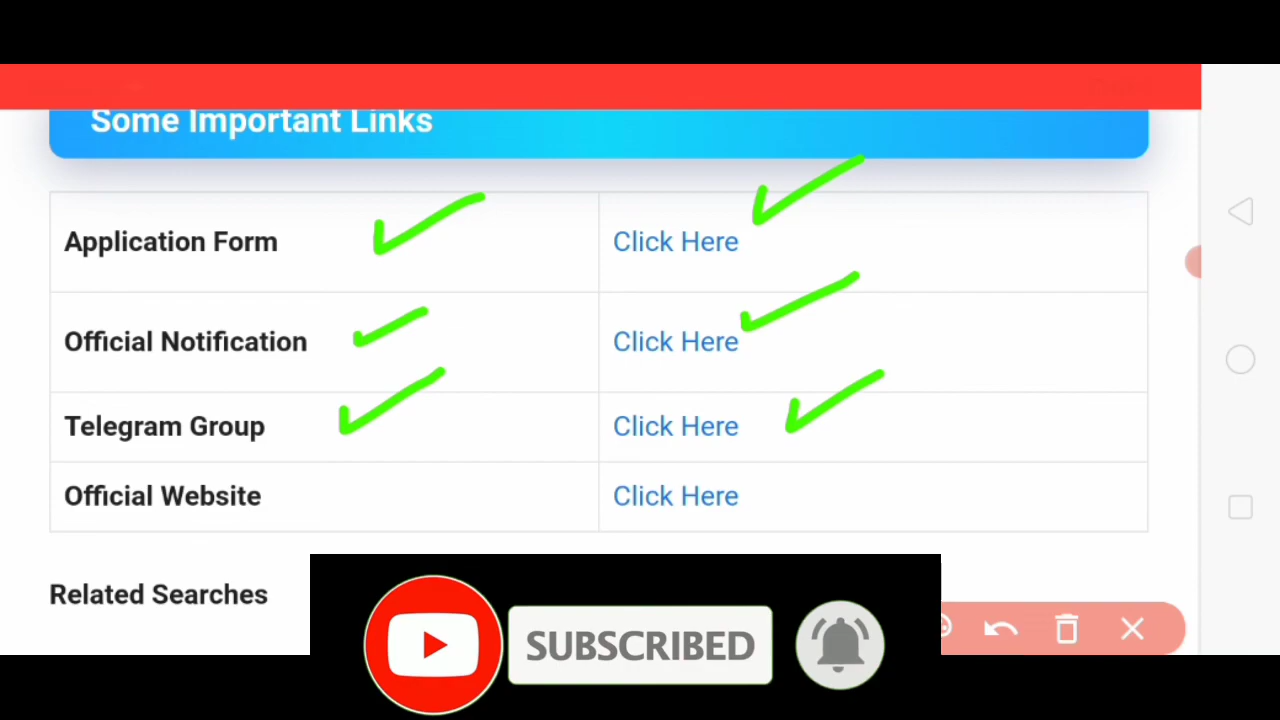 Some Important Links
Application Form Click Here
Official Notification Click Here
Telegram Group Click Here
Official Website Click Here
Related Searches
SUBSCRIBED